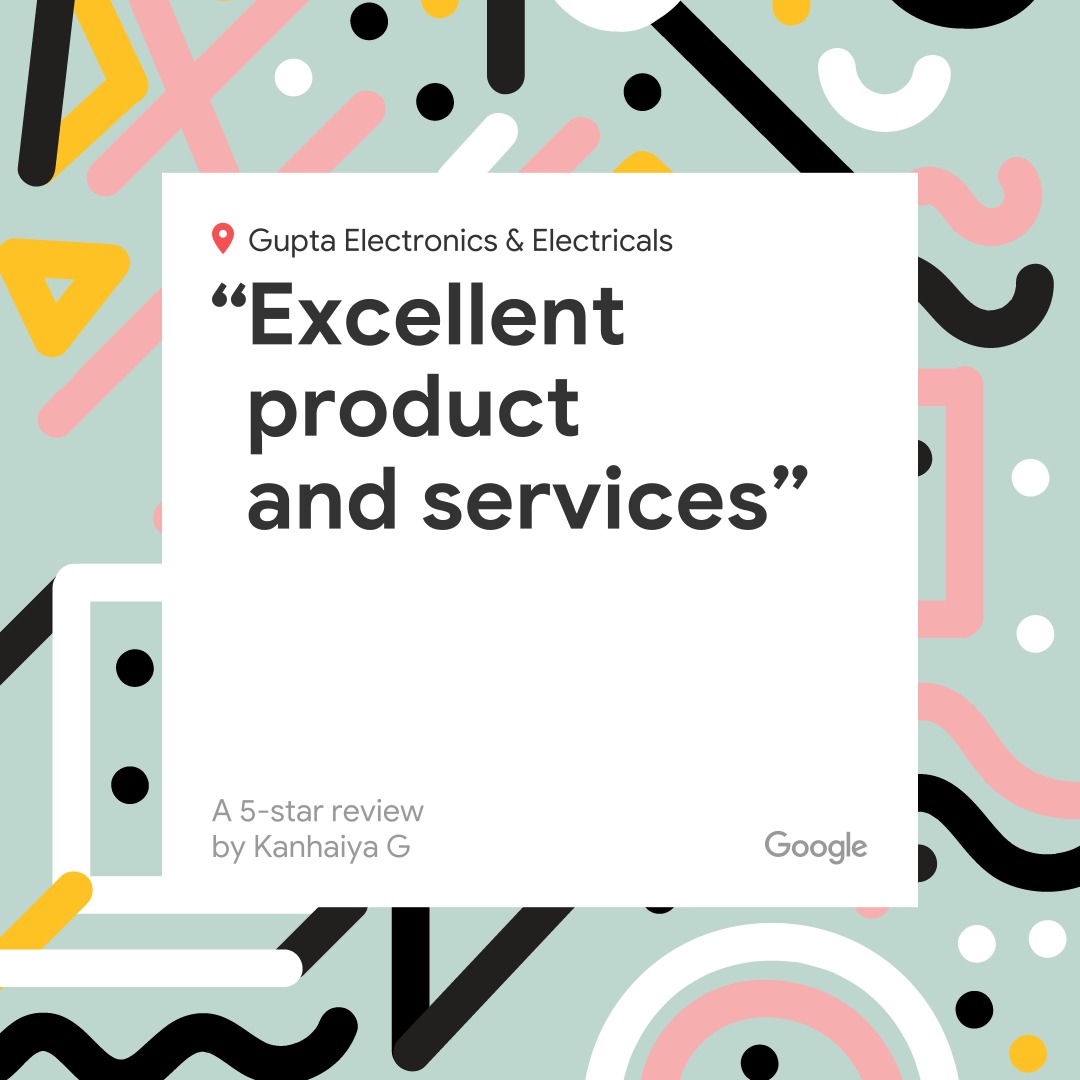 Gupta Electronics & Electricals
“Excellent
product
and services”
A 5-star review
by Kanhaiya G
Google